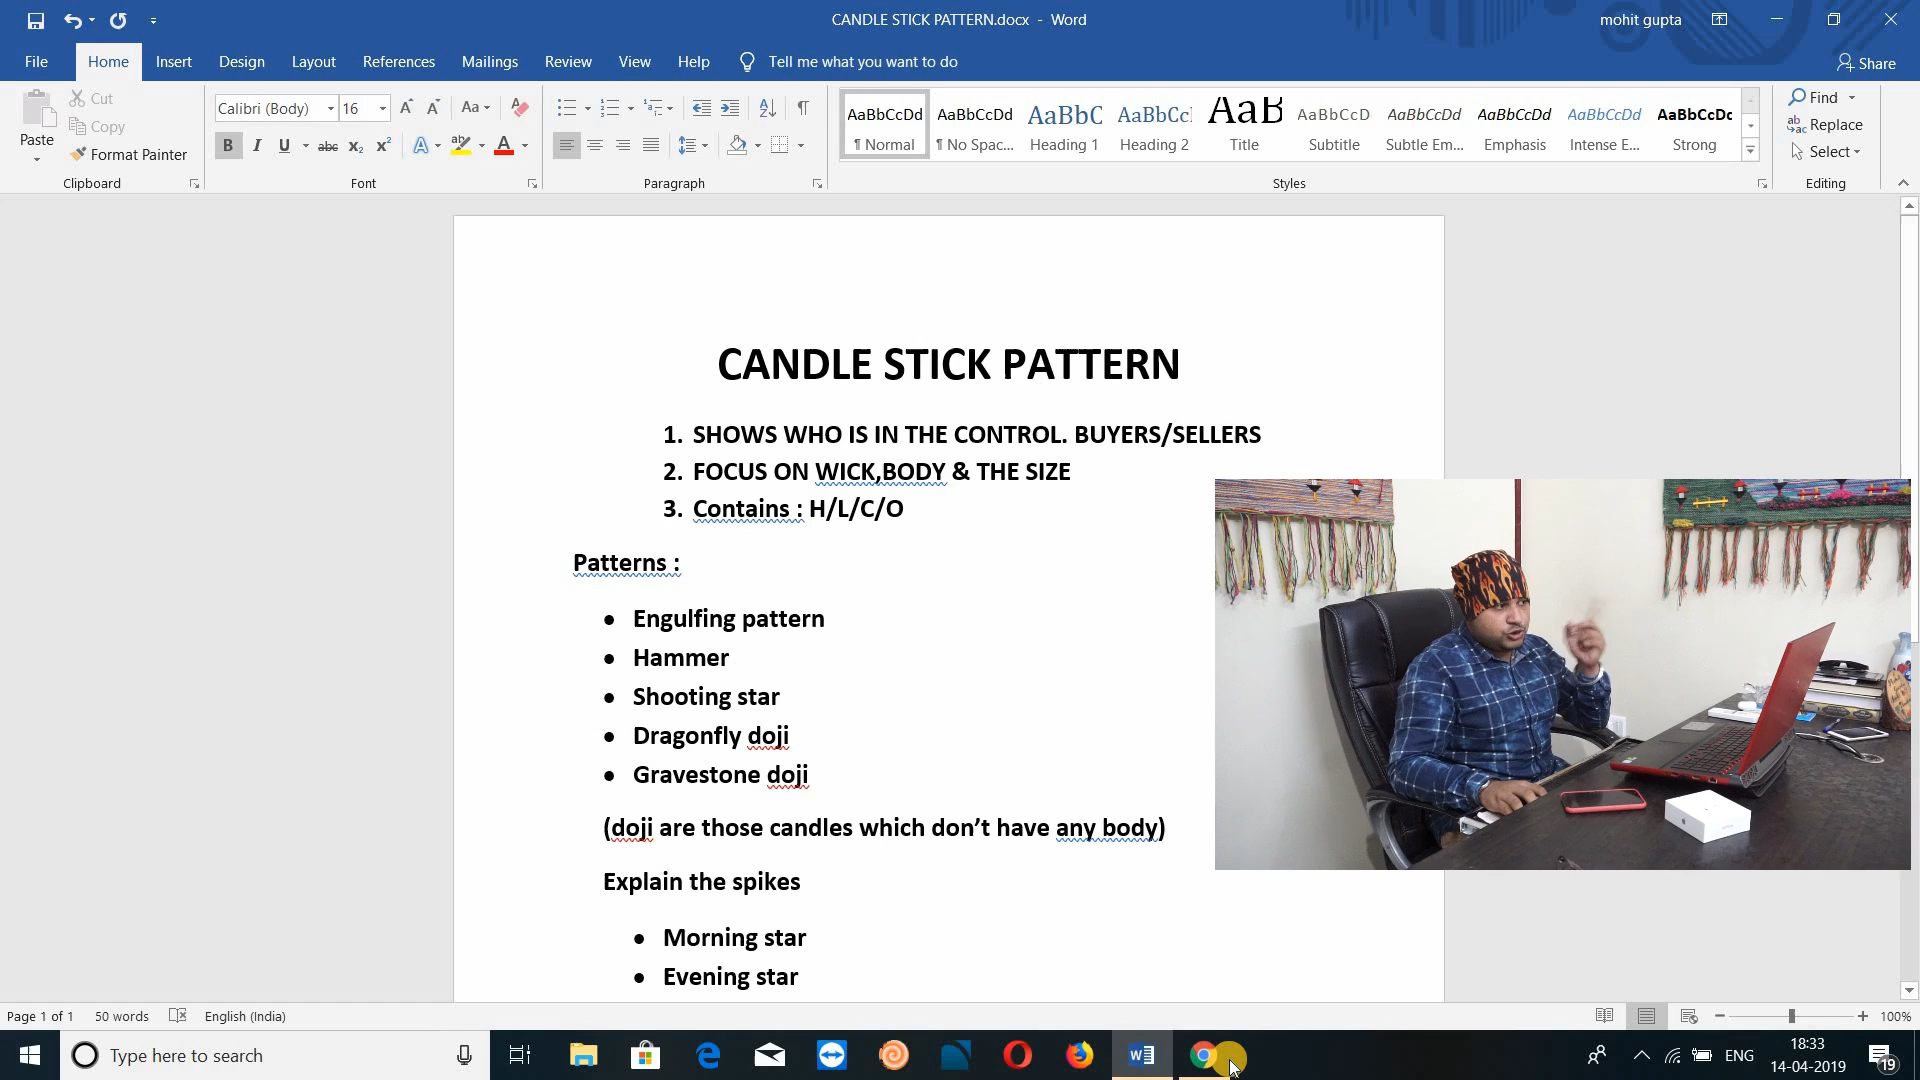 CANDLE STICK PATTERN.docx - Word
mohit gupta
File Home Insert Design Layout References Mailings Review View Help Tell me what you want to do Share
Paste
Cut
Copy
Format Painter
Clipboard
Calibri (Body) 16
Font
Paragraph
AaBbCcDd AaBbCcDd AaBbC AaBbCcl AaB AaBbCcD AaBbCcDd AaBbCcDd AaBbCcDd AaBbCcDc
¶ Normal ¶ No Spac... Heading 1 Heading 2 Title Subtitle Subtle Em... Emphasis Intense E... Strong
Styles
Find
Replace
Select
Editing
CANDLE STICK PATTERN
1. SHOWS WHO IS IN THE CONTROL. BUYERS/SELLERS
2. FOCUS ON WICK,BODY & THE SIZE
3. Contains : H/L/C/O
Patterns :
• Engulfing pattern
• Hammer
• Shooting star
• Dragonfly doji
• Gravestone doji
(doji are those candles which don’t have any body)
Explain the spikes
• Morning star
• Evening star
Page 1 of 1 50 words English (India) 100%
Type here to search
ENG
18:33
14-04-2019
19